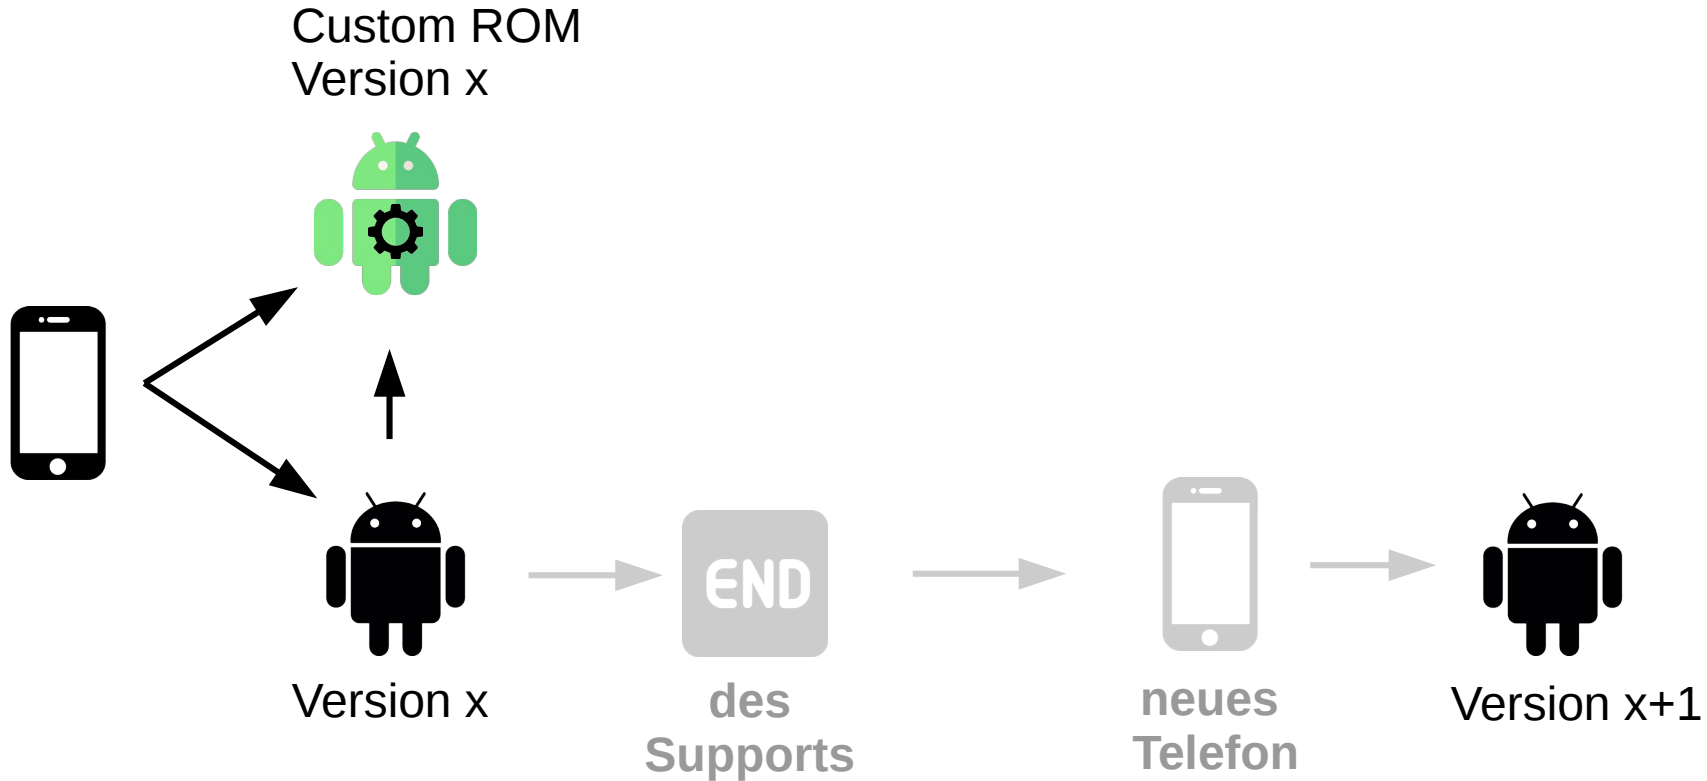 Custom ROM
Version x
END
Version x
des
Supports
neues
Telefon
Version x+1